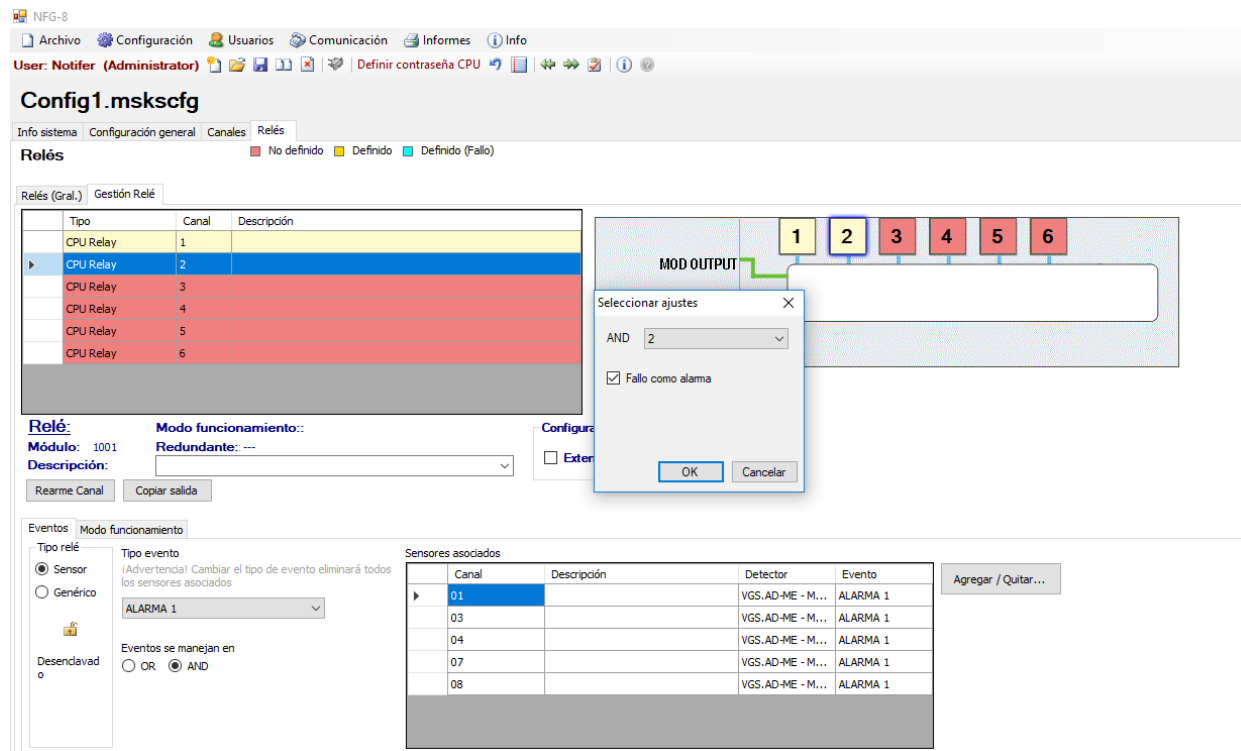 NFG-8
Archivo Configuración Usuarios Comunicación Informes Info
User: Notifer (Administrator) Definir contraseña CPU
Config1.mskscfg
Info sistema Configuración general Canales Relés
Relés No definido Definido Definido (Fallo)
Relés (Gral.) Gestión Relé
Tipo Canal Descripción
CPU Relay 1
CPU Relay 2
CPU Relay 3
CPU Relay 4
CPU Relay 5
CPU Relay 6
1 2 3 4 5 6
MOD OUTPUT
Seleccionar ajustes
AND 2
Fallo como alarma
OK Cancelar
Relé: Modo funcionamiento:: Configura
Módulo: 1001 Redundante:: ---
Descripción: Exter
Rearme Canal Copiar salida
Eventos Modo funcionamiento
Tipo relé
Sensor
Genérico
Desenclavad
o
Tipo evento
¡Advertencia! Cambiar el tipo de evento eliminará todos
los sensores asociados
ALARMA 1
Eventos se manejan en
OR AND
Sensores asociados
Canal Descripción Detector Evento
01 VGS.AD-ME - M... ALARMA 1
03 VGS.AD-ME - M... ALARMA 1
04 VGS.AD-ME - M... ALARMA 1
07 VGS.AD-ME - M... ALARMA 1
08 VGS.AD-ME - M... ALARMA 1
Agregar / Quitar...